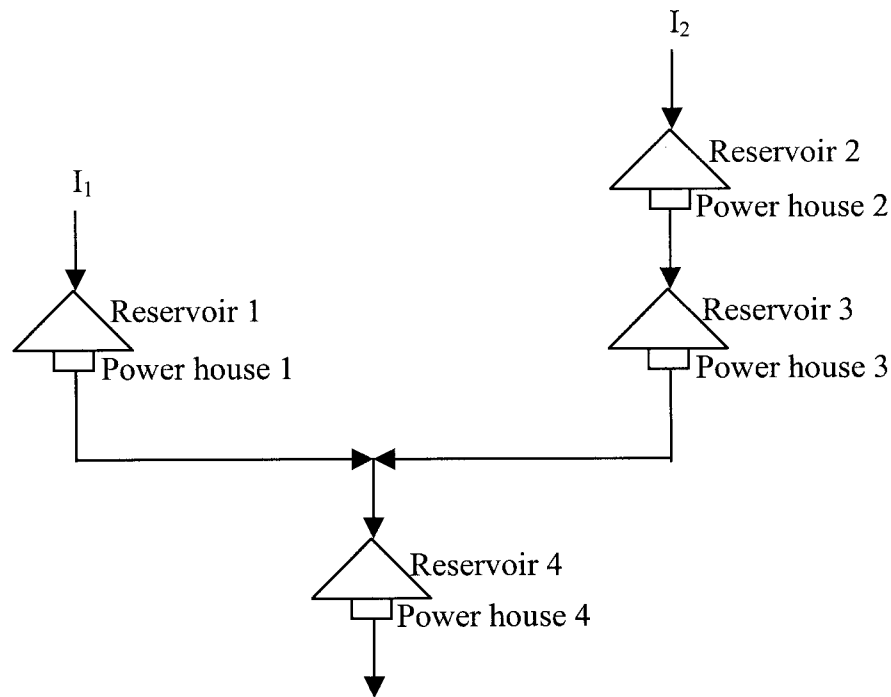 I₂
Reservoir 2
Power house 2
I₁
Reservoir 1
Power house 1
Reservoir 3
Power house 3
Reservoir 4
Power house 4